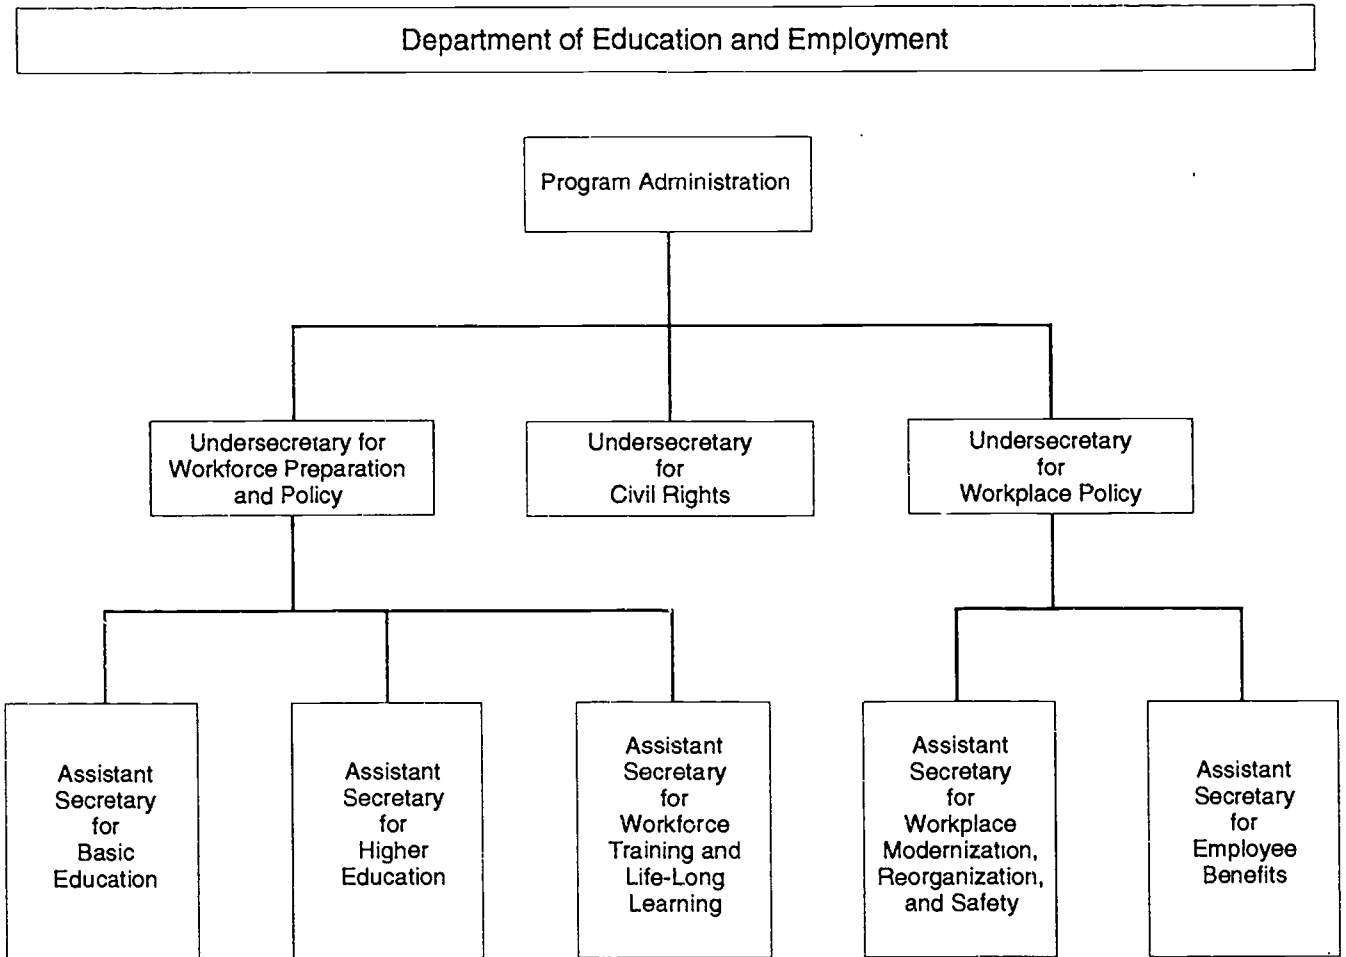 Department of Education and Employment
Program Administration
Undersecretary for
Workforce Preparation
and Policy
Undersecretary
for
Civil Rights
Undersecretary
for
Workplace Policy
Assistant
Secretary
for
Basic
Education
Assistant
Secretary
for
Higher
Education
Assistant
Secretary
for
Workforce
Training and
Life-Long
Learning
Assistant
Secretary
for
Workplace
Modernization,
Reorganization,
and Safety
Assistant
Secretary
for
Employee
Benefits